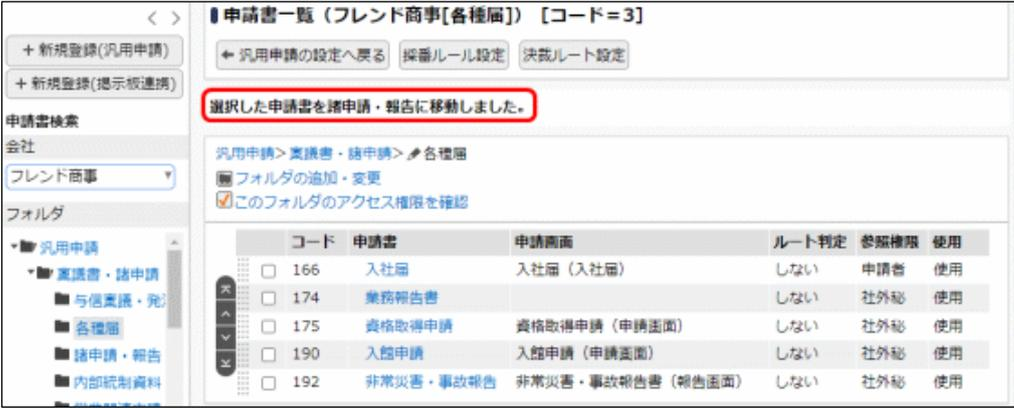 < >
+ 新規登録(汎用申請)
+ 新規登録(掲示板連携)
申請書検索
会社
フレンド商事
フォルダ
汎用申請
稟議書・諸申請
与信稟議・発注
各種届
諸申請・報告
内部統制資料
申請書一覧（フレンド商事[各種届]） [コード=3]
← 汎用申請の設定へ戻る 採番ルール設定 決裁ルート設定
選択した申請書を諸申請・報告に移動しました。
汎用申請> 稟議書・諸申請> 各種届
フォルダの追加・変更
このフォルダのアクセス権限を確認
コード 申請書 申請画面 ルート判定 参照権限 使用
166 入社届 入社届（入社届） しない 申請者 使用
174 業務報告書 しない 社外秘 使用
175 資格取得申請 資格取得申請（申請画面） しない 社外秘 使用
190 入館申請 入館申請（申請画面） しない 社外秘 使用
192 非常災害・事故報告 非常災害・事故報告書（報告画面） しない 社外秘 使用